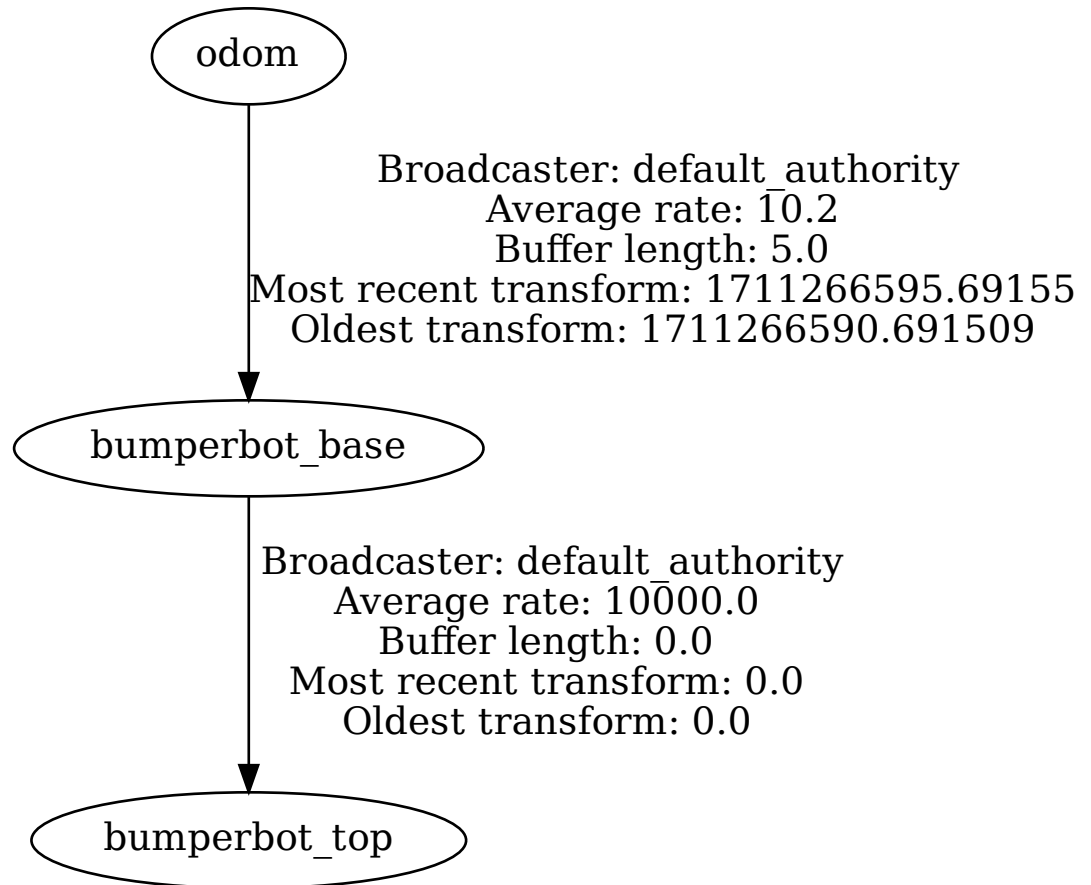 odom
Broadcaster: default_authority
Average rate: 10.2
Buffer length: 5.0
Most recent transform: 1711266595.69155
Oldest transform: 1711266590.691509
bumperbot_base
Broadcaster: default_authority
Average rate: 10000.0
Buffer length: 0.0
Most recent transform: 0.0
Oldest transform: 0.0
bumperbot_top